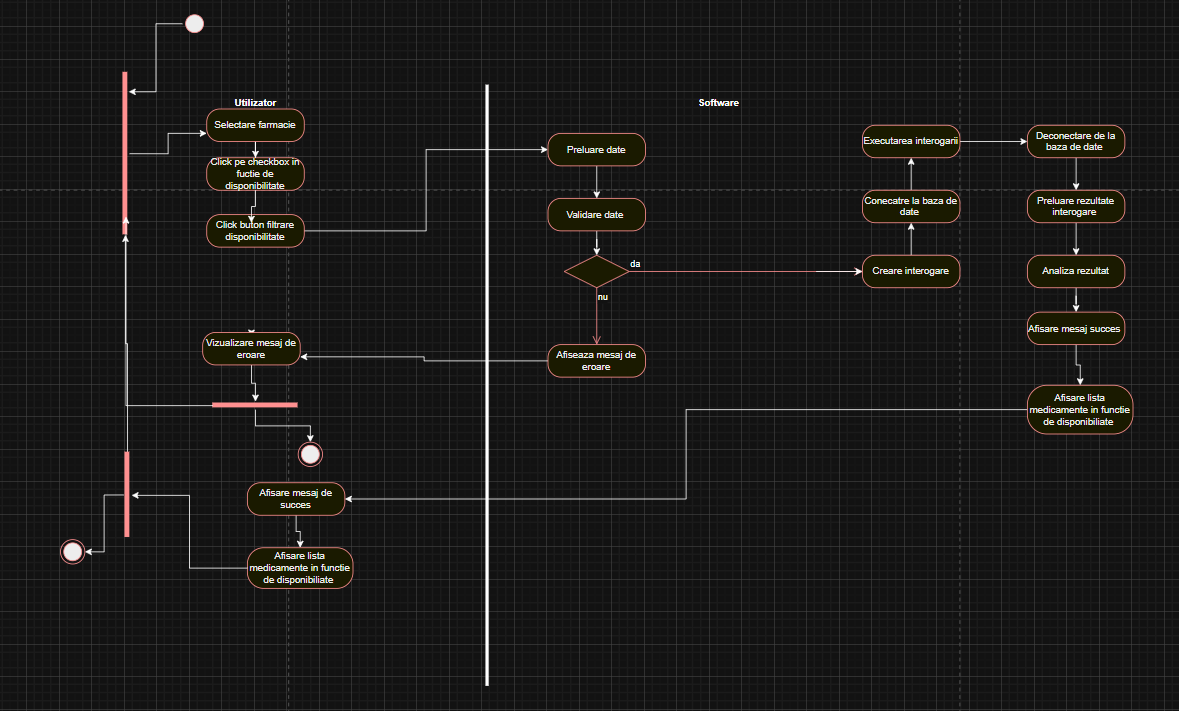 Utilizator
Selectare farmacie
Click pe checkbox in
fuctie de
disponibilitate
Click buton filtrare
disponibilitate
Vizualizare mesaj de
eroare
Afisare mesaj de
succes
Afisare lista
medicamente in functie
de disponibiliate
Software
Preluare date
Validare date
da
nu
Afiseaza mesaj de
eroare
Creare interogare
Conecatre la baza de
date
Executarea interogarii
Deconectare de la
baza de date
Preluare rezultate
interogare
Analiza rezultat
Afisare mesaj succes
Afisare lista
medicamente in functie
de disponibiliate